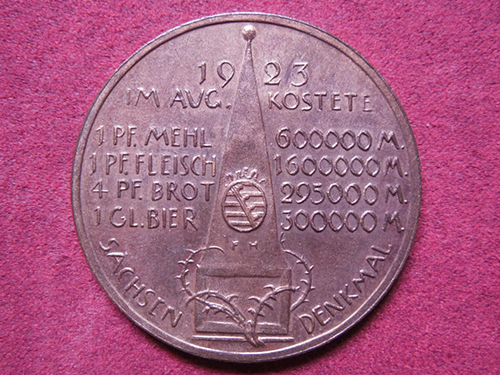 1923
IM AUG. KOSTETE
1 PF. MEHL 600000 M.
1 PF. FLEISCH 1600000 M.
4 PF. BROT 295000 M.
1 GL. BIER 300000 M.
F H
SACHSEN DENKMAL